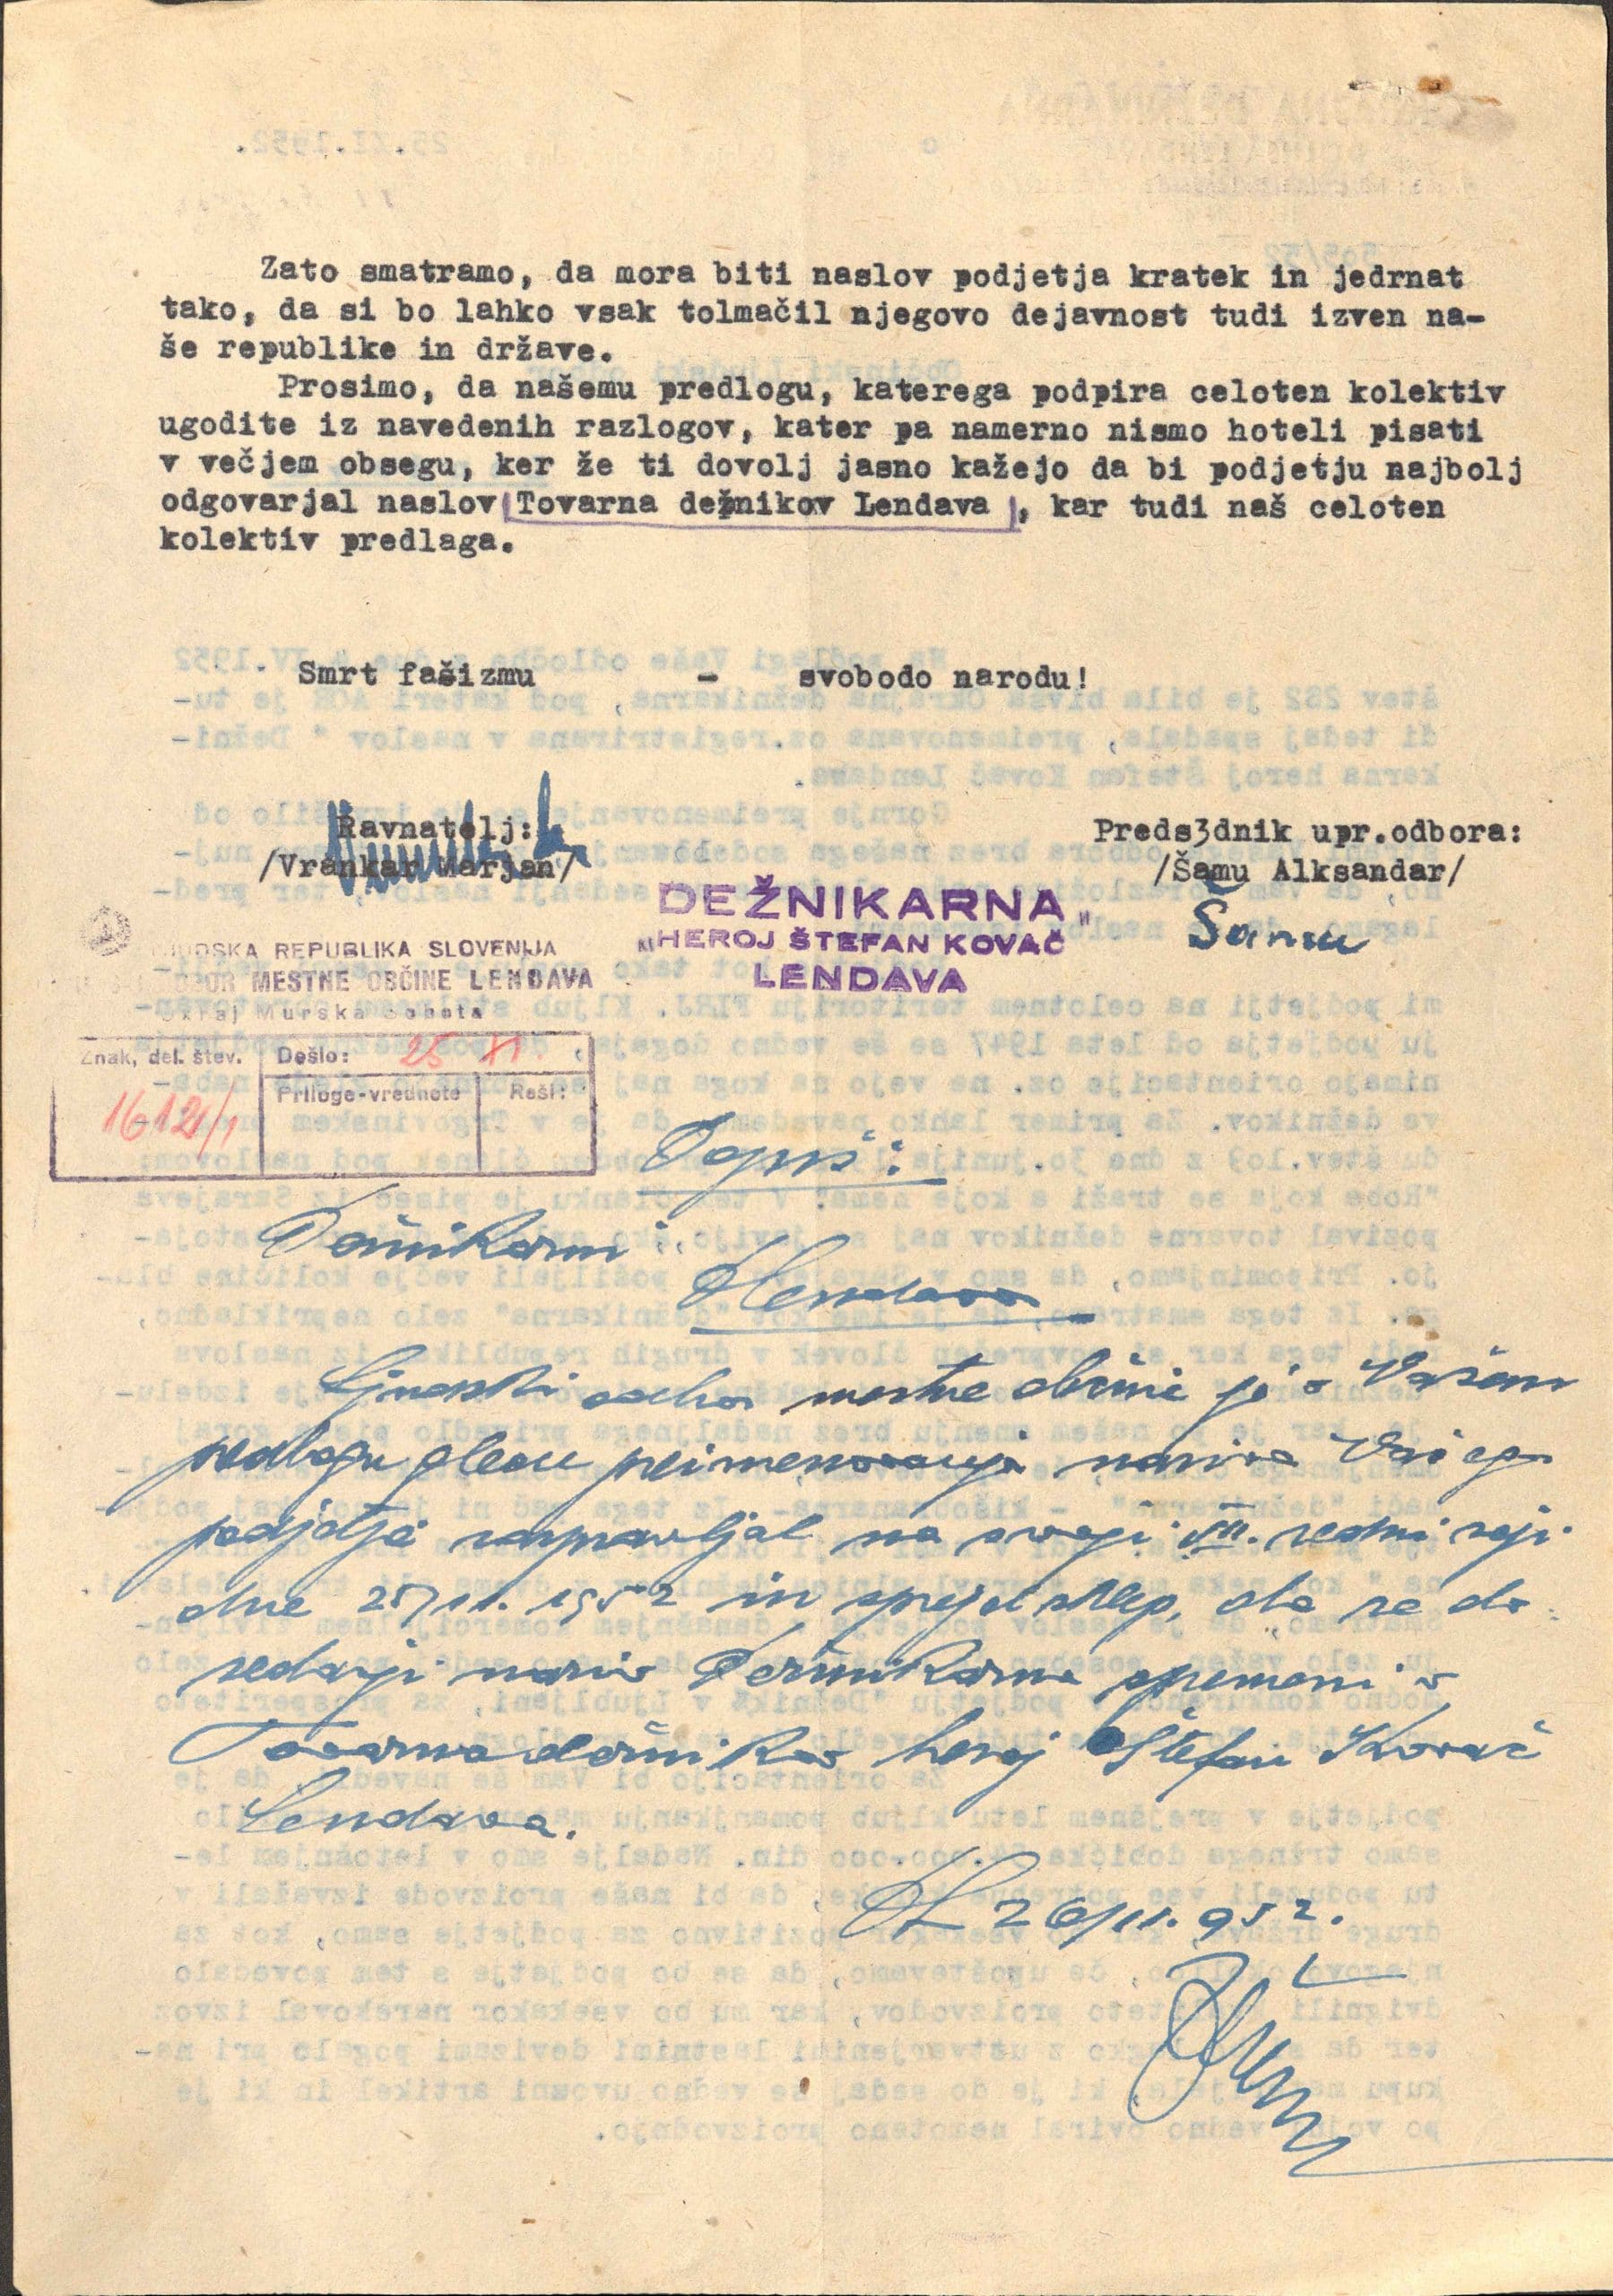 Zato smatramo, da mora biti naslov podjetja kratek in jedrnat
tako, da si bo lahko vsak tolmačil njegovo dejavnost tudi izven na-
še republike in države.
Prosimo, da našemu predlogu, katerega podpira celoten kolektiv
ugodite iz navedenih razlogov, kater pa namerno nismo hoteli pisati
v večjem obsegu, ker že ti dovolj jasno kažejo da bi podjetju najbolj
odgovarjal naslov Tovarna dežnikov Lendava , kar tudi naš celoten
kolektiv predlaga.
Smrt fašizmu - svobodo narodu!
Ravnatelj:
/Vrankar Marjan/
Preds3dnik upr.odbora:
/Šamu Alksandar/
Šamu
DEŽNIKARNA
„HEROJ ŠTEFAN KOVAČ"
LENDAVA
REPUBLIKA SLOVENIJA
ODBOR MESTNE OBČINE LENDAVA
Okraj Murska Sobota
Znak, del. štev. Došlo: 25 XI.
Priloge-vrednote Reši:
1612/1
Dopis:
Dežnikarni
Lendava
Ljudski odbor mestne občine je o Vašem
predlogu glede preimenovanja naziva Vašega
podjetja razpravljal na svoji VIII. redni seji
dne 25/11. 1952 in sprejel sklep, da se do
sedanji naziv Dežnikarna spremeni v
Tovarna dežnikov heroj Štefan Kovač
Lendava.
L 26/11. 952.